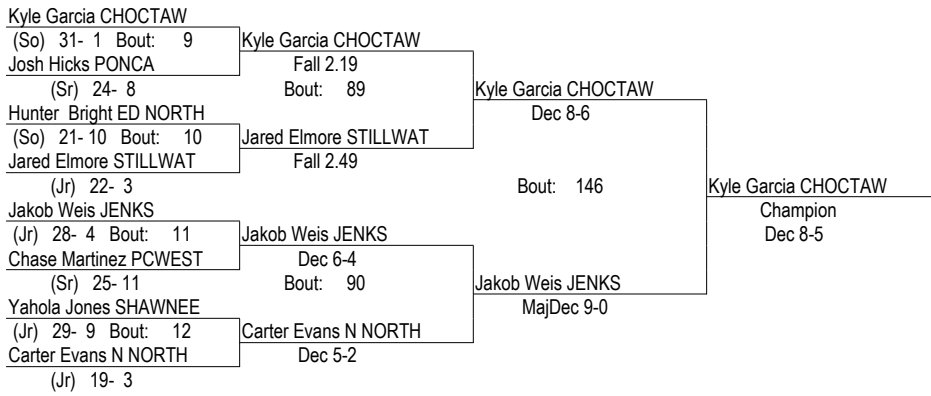 Kyle Garcia CHOCTAW
(So) 31- 1 Bout: 9
Josh Hicks PONCA
(Sr) 24- 8
Hunter Bright ED NORTH
(So) 21- 10 Bout: 10
Jared Elmore STILLWAT
(Jr) 22- 3
Jakob Weis JENKS
(Jr) 28- 4 Bout: 11
Chase Martinez PCWEST
(Sr) 25- 11
Yahola Jones SHAWNEE
(Jr) 29- 9 Bout: 12
Carter Evans N NORTH
(Jr) 19- 3
Kyle Garcia CHOCTAW
Fall 2.19
Bout: 89
Jared Elmore STILLWAT
Fall 2.49
Jakob Weis JENKS
Dec 6-4
Bout: 90
Carter Evans N NORTH
Dec 5-2
Kyle Garcia CHOCTAW
Dec 8-6
Bout: 146
Jakob Weis JENKS
MajDec 9-0
Kyle Garcia CHOCTAW
Champion
Dec 8-5